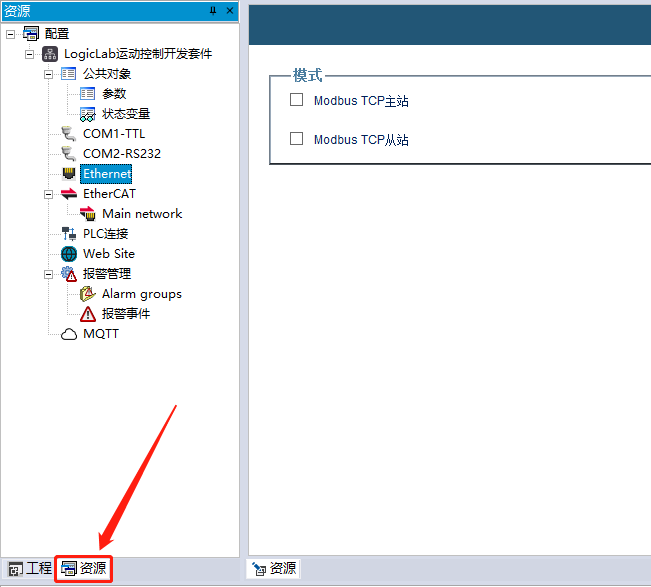 资源
配置
LogicLab运动控制开发套件
公共对象
参数
状态变量
COM1-TTL
COM2-RS232
Ethernet
EtherCAT
Main network
PLC连接
Web Site
报警管理
Alarm groups
报警事件
MQTT
工程
资源
模式
Modbus TCP主站
Modbus TCP从站
资源